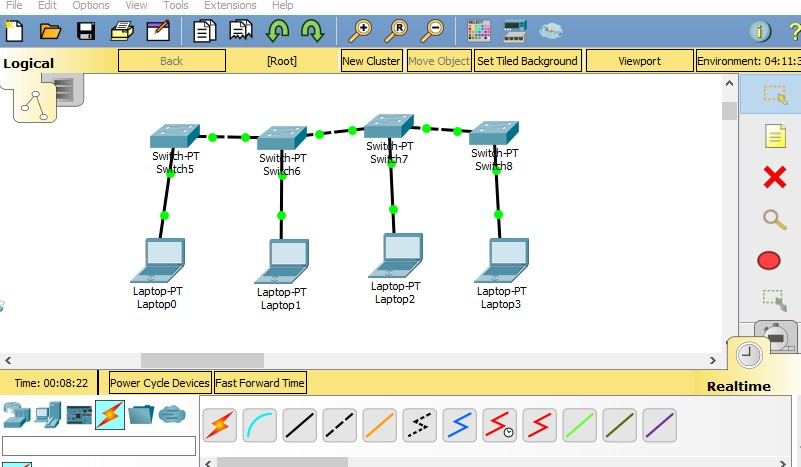 File Edit Options View Tools Extensions Help
Logical Back [Root] New Cluster Move Object Set Tiled Background Viewport Environment: 04:11:3
Switch-PT
Switch5
Switch-PT
Switch6
Switch-PT
Switch7
Switch-PT
Switch8
Laptop-PT
Laptop0
Laptop-PT
Laptop1
Laptop-PT
Laptop2
Laptop-PT
Laptop3
Time: 00:08:22 Power Cycle Devices Fast Forward Time
Realtime